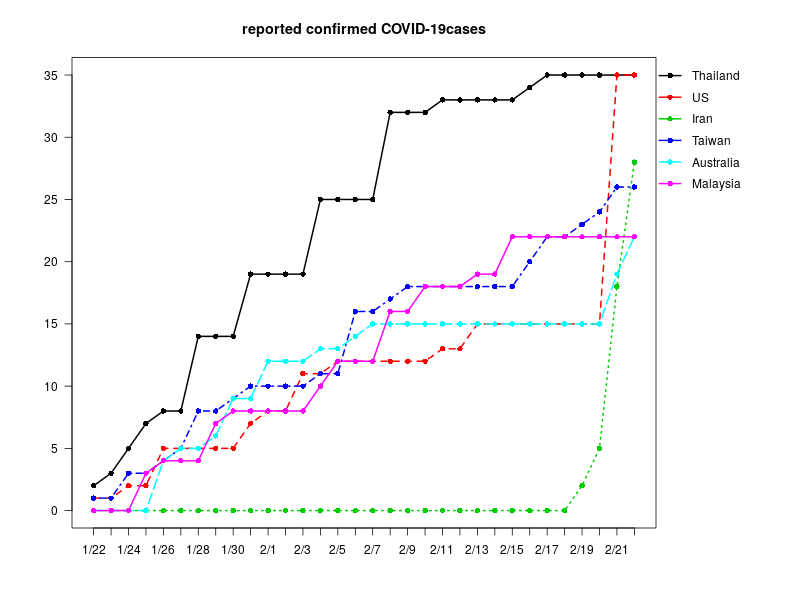 reported confirmed COVID-19cases
35
30
25
20
15
10
5
0
1/22 1/24 1/26 1/28 1/30 2/1 2/3 2/5 2/7 2/9 2/11 2/13 2/15 2/17 2/19 2/21
Thailand
US
Iran
Taiwan
Australia
Malaysia